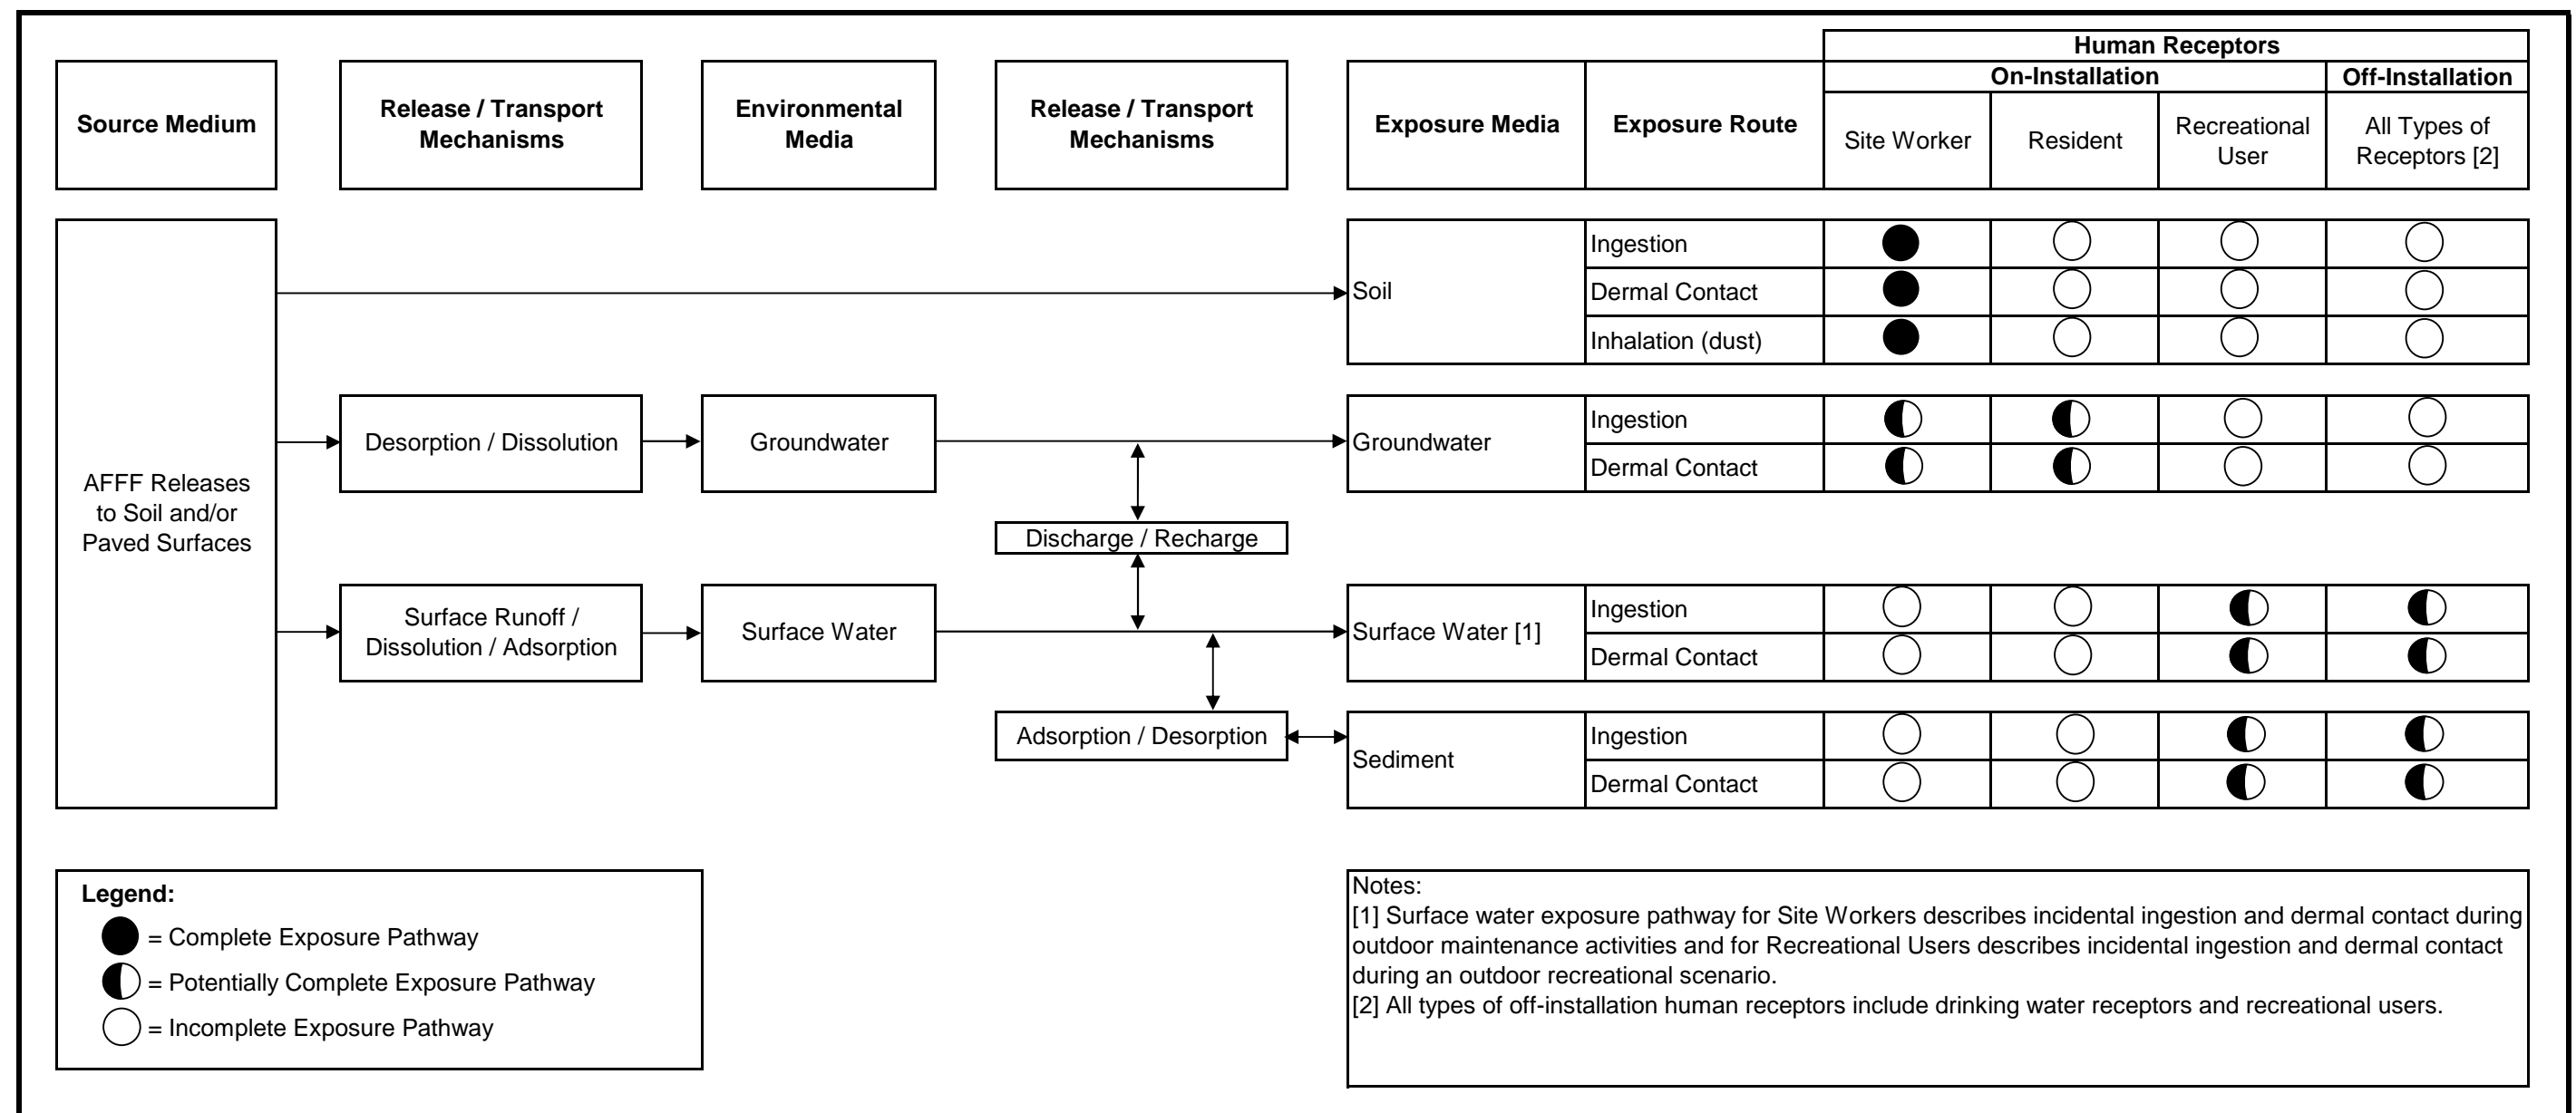 Human Receptors
On-Installation
Off-Installation
Source Medium
Release / Transport
Mechanisms
Environmental
Media
Release / Transport
Mechanisms
Exposure Media
Exposure Route
Site Worker
Resident
Recreational
User
All Types of
Receptors [2]
AFFF Releases
to Soil and/or
Paved Surfaces
Soil
Ingestion
Dermal Contact
Inhalation (dust)
Desorption / Dissolution
Groundwater
Groundwater
Ingestion
Dermal Contact
Discharge / Recharge
Surface Runoff /
Dissolution / Adsorption
Surface Water
Surface Water [1]
Ingestion
Dermal Contact
Adsorption / Desorption
Sediment
Ingestion
Dermal Contact
Legend:
= Complete Exposure Pathway
= Potentially Complete Exposure Pathway
= Incomplete Exposure Pathway
Notes:
[1] Surface water exposure pathway for Site Workers describes incidental ingestion and dermal contact during
outdoor maintenance activities and for Recreational Users describes incidental ingestion and dermal contact
during an outdoor recreational scenario.
[2] All types of off-installation human receptors include drinking water receptors and recreational users.